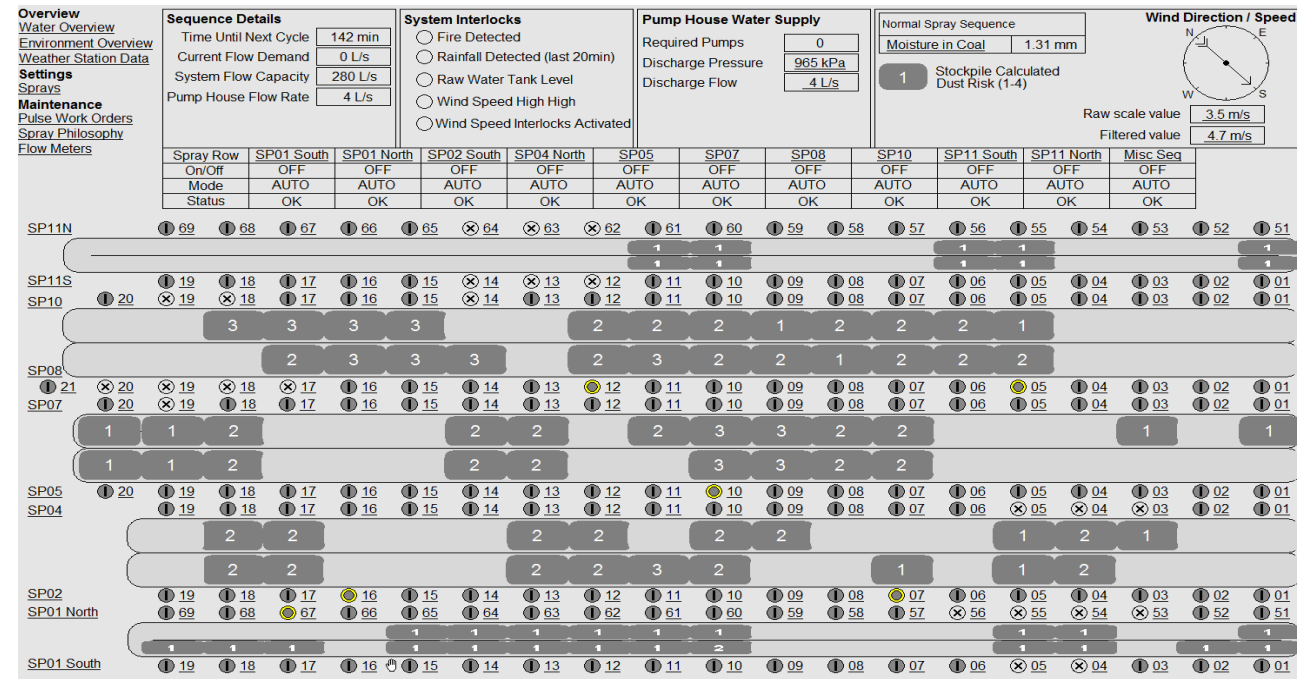 Overview
Water Overview
Environment Overview
Weather Station Data
Settings
Sprays
Maintenance
Pulse Work Orders
Spray Philosophy
Flow Meters
Sequence Details
Time Until Next Cycle 142 min
Current Flow Demand 0 L/s
System Flow Capacity 280 L/s
Pump House Flow Rate 4 L/s
System Interlocks
Fire Detected
Rainfall Detected (last 20min)
Raw Water Tank Level
Wind Speed High High
Wind Speed Interlocks Activated
Pump House Water Supply
Required Pumps 0
Discharge Pressure 965 kPa
Discharge Flow 4 L/s
Normal Spray Sequence
Moisture in Coal 1.31 mm
1 Stockpile Calculated
Dust Risk (1-4)
Wind Direction / Speed
N E
W S
Raw scale value 3.5 m/s
Filtered value 4.7 m/s
Spray Row SP01 South SP01 North SP02 South SP04 North SP05 SP07 SP08 SP10 SP11 South SP11 North Misc Seq
On/Off OFF OFF OFF OFF OFF OFF OFF OFF OFF OFF OFF
Mode AUTO AUTO AUTO AUTO AUTO AUTO AUTO AUTO AUTO AUTO AUTO
Status OK OK OK OK OK OK OK OK OK OK OK
SP11N 69 68 67 66 65 64 63 62 61 60 59 58 57 56 55 54 53 52 51
1 1 1 1 1
1 1 1 1 1
SP11S 19 18 17 16 15 14 13 12 11 10 09 08 07 06 05 04 03 02 01
SP10 20 19 18 17 16 15 14 13 12 11 10 09 08 07 06 05 04 03 02 01
3 3 3 3 2 2 2 1 2 2 2 1
2 3 3 3 2 3 2 2 1 2 2 2
SP08
21 20 19 18 17 16 15 14 13 12 11 10 09 08 07 06 05 04 03 02 01
SP07 20 19 18 17 16 15 14 13 12 11 10 09 08 07 06 05 04 03 02 01
1 1 2 2 2 2 3 3 2 2 1 1
1 1 2 2 2 3 3 2 2
SP05 20 19 18 17 16 15 14 13 12 11 10 09 08 07 06 05 04 03 02 01
SP04 19 18 17 16 15 14 13 12 11 10 09 08 07 06 05 04 03 02 01
2 2 2 2 2 2 1 2 1
2 2 2 2 3 2 1 1 2
SP02 19 18 17 16 15 14 13 12 11 10 09 08 07 06 05 04 03 02 01
SP01 North 69 68 67 66 65 64 63 62 61 60 59 58 57 56 55 54 53 52 51
1 1 1 1 1 1 1 1 1
1 1 1 1 1 1 1 1 2 1 1 1 1
SP01 South 19 18 17 16 15 14 13 12 11 10 09 08 07 06 05 04 03 02 01